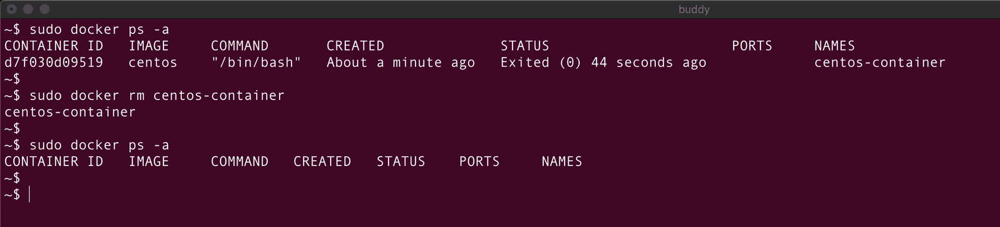 buddy
~$ sudo docker ps -a
CONTAINER ID   IMAGE     COMMAND       CREATED              STATUS                      PORTS     NAMES
d7f030d09519   centos    "/bin/bash"   About a minute ago   Exited (0) 44 seconds ago             centos-container
~$
~$ sudo docker rm centos-container
centos-container
~$
~$ sudo docker ps -a
CONTAINER ID   IMAGE     COMMAND   CREATED   STATUS    PORTS     NAMES
~$
~$